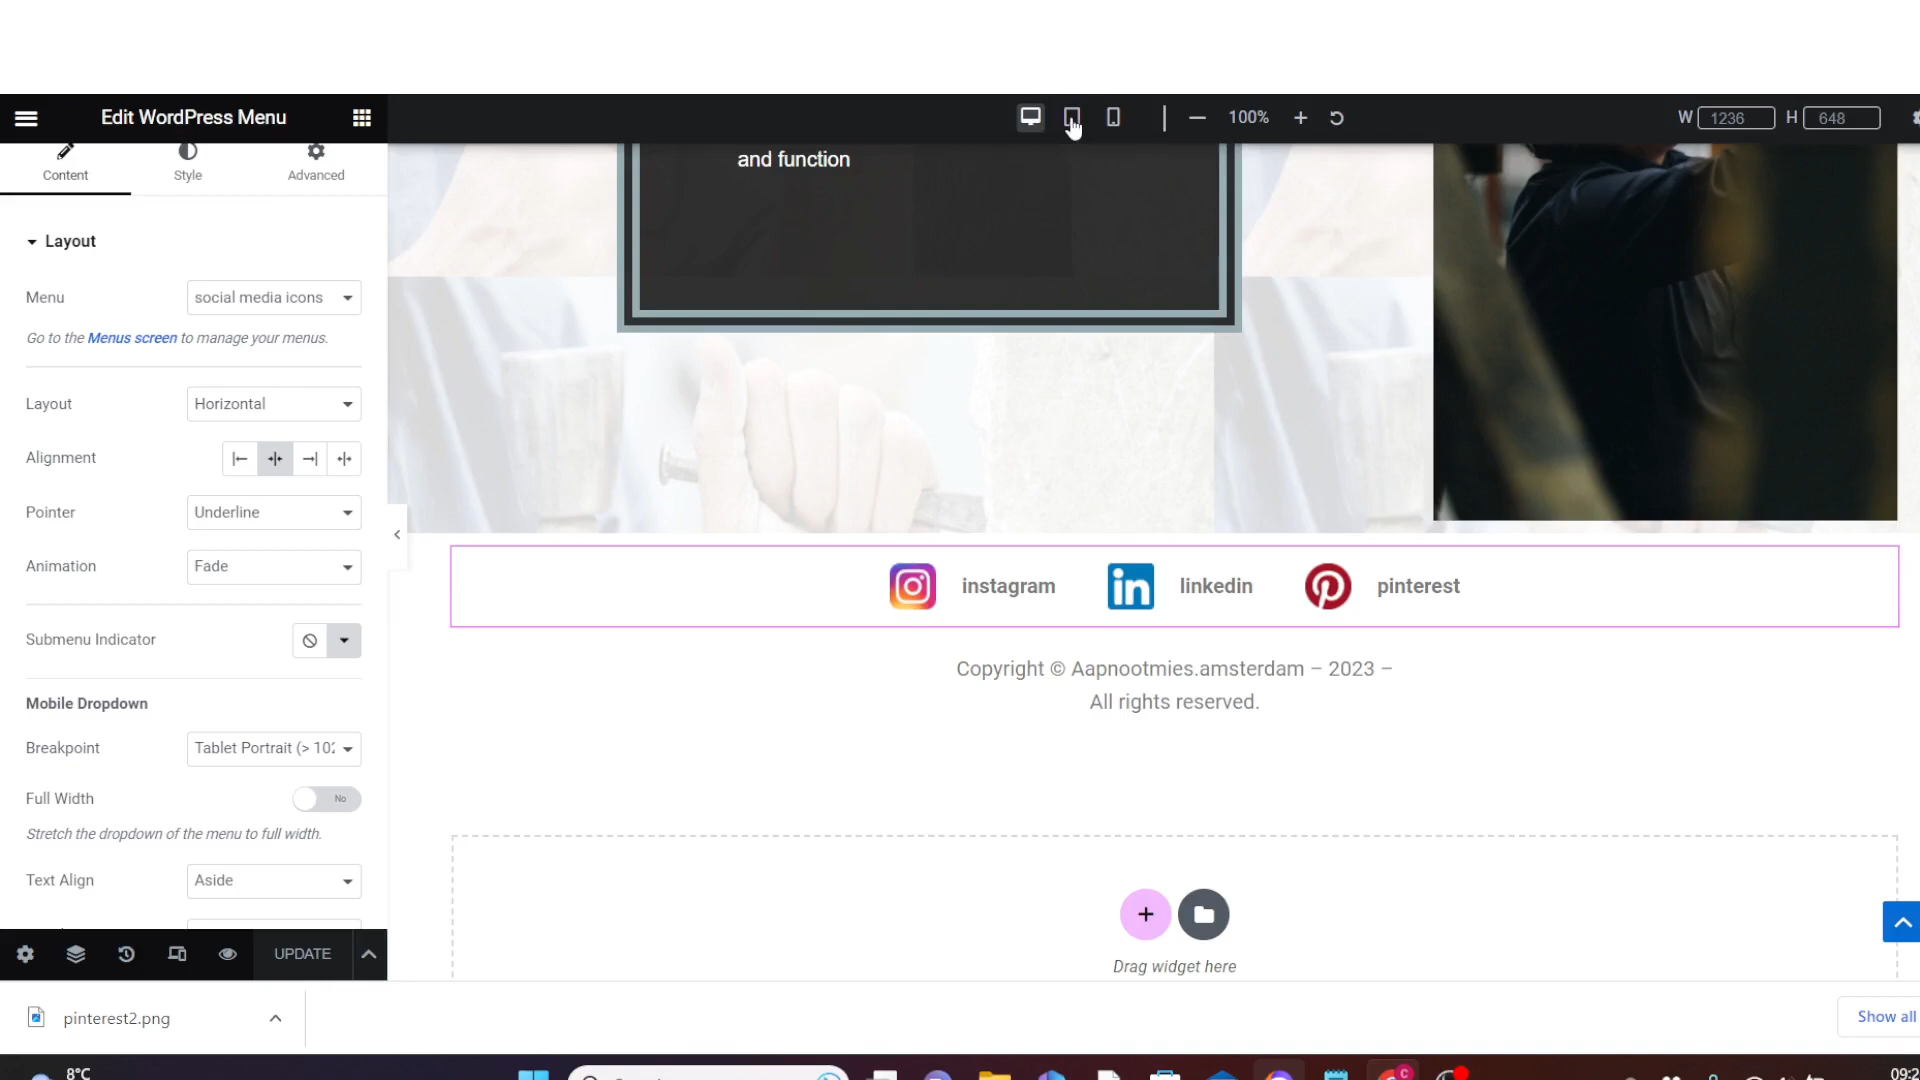 Edit WordPress Menu
100%
W 1236 H 648
Content Style Advanced
and function
Layout
Menu social media icons
Go to the Menus screen to manage your menus.
Layout Horizontal
Alignment
Pointer Underline
Animation Fade
Submenu Indicator
Mobile Dropdown
Breakpoint Tablet Portrait (> 102
Full Width No
Stretch the dropdown of the menu to full width.
Text Align Aside
instagram linkedin pinterest
Copyright © Aapnootmies.amsterdam – 2023 –
All rights reserved.
Drag widget here
UPDATE
pinterest2.png
Show all
8°C
09:2